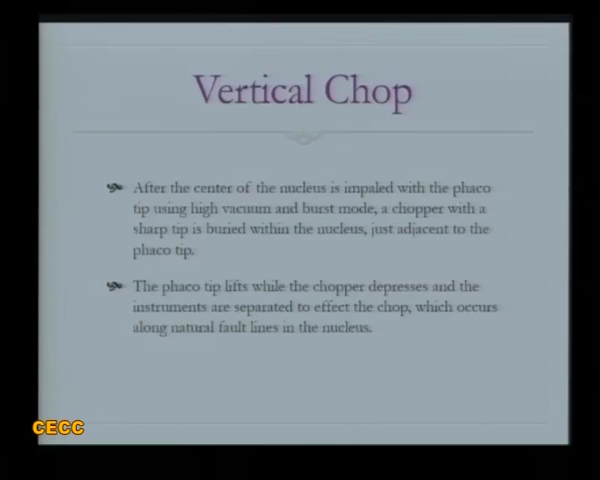 Vertical Chop
After the center of the nucleus is impaled with the phaco
tip using high vacuum and burst mode, a chopper with a
sharp tip is buried within the nucleus, just adjacent to the
phaco tip.
The phaco tip lifts while the chopper depresses and the
instruments are separated to effect the chop, which occurs
along natural fault lines in the nucleus.
CECC